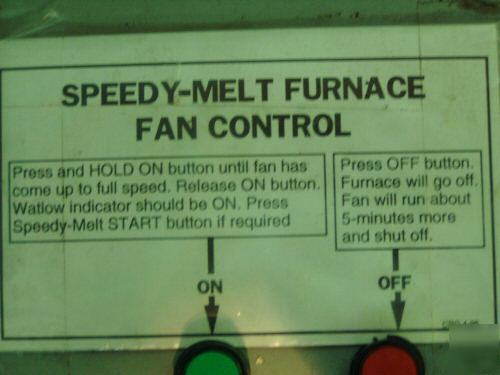 SPEEDY-MELT FURNACE
FAN CONTROL
Press and HOLD ON button until fan has
come up to full speed. Release ON button.
Watlow indicator should be ON. Press
Speedy-Melt START button if required
Press OFF button.
Furnace will go off.
Fan will run about
5-minutes more
and shut off.
ON
OFF